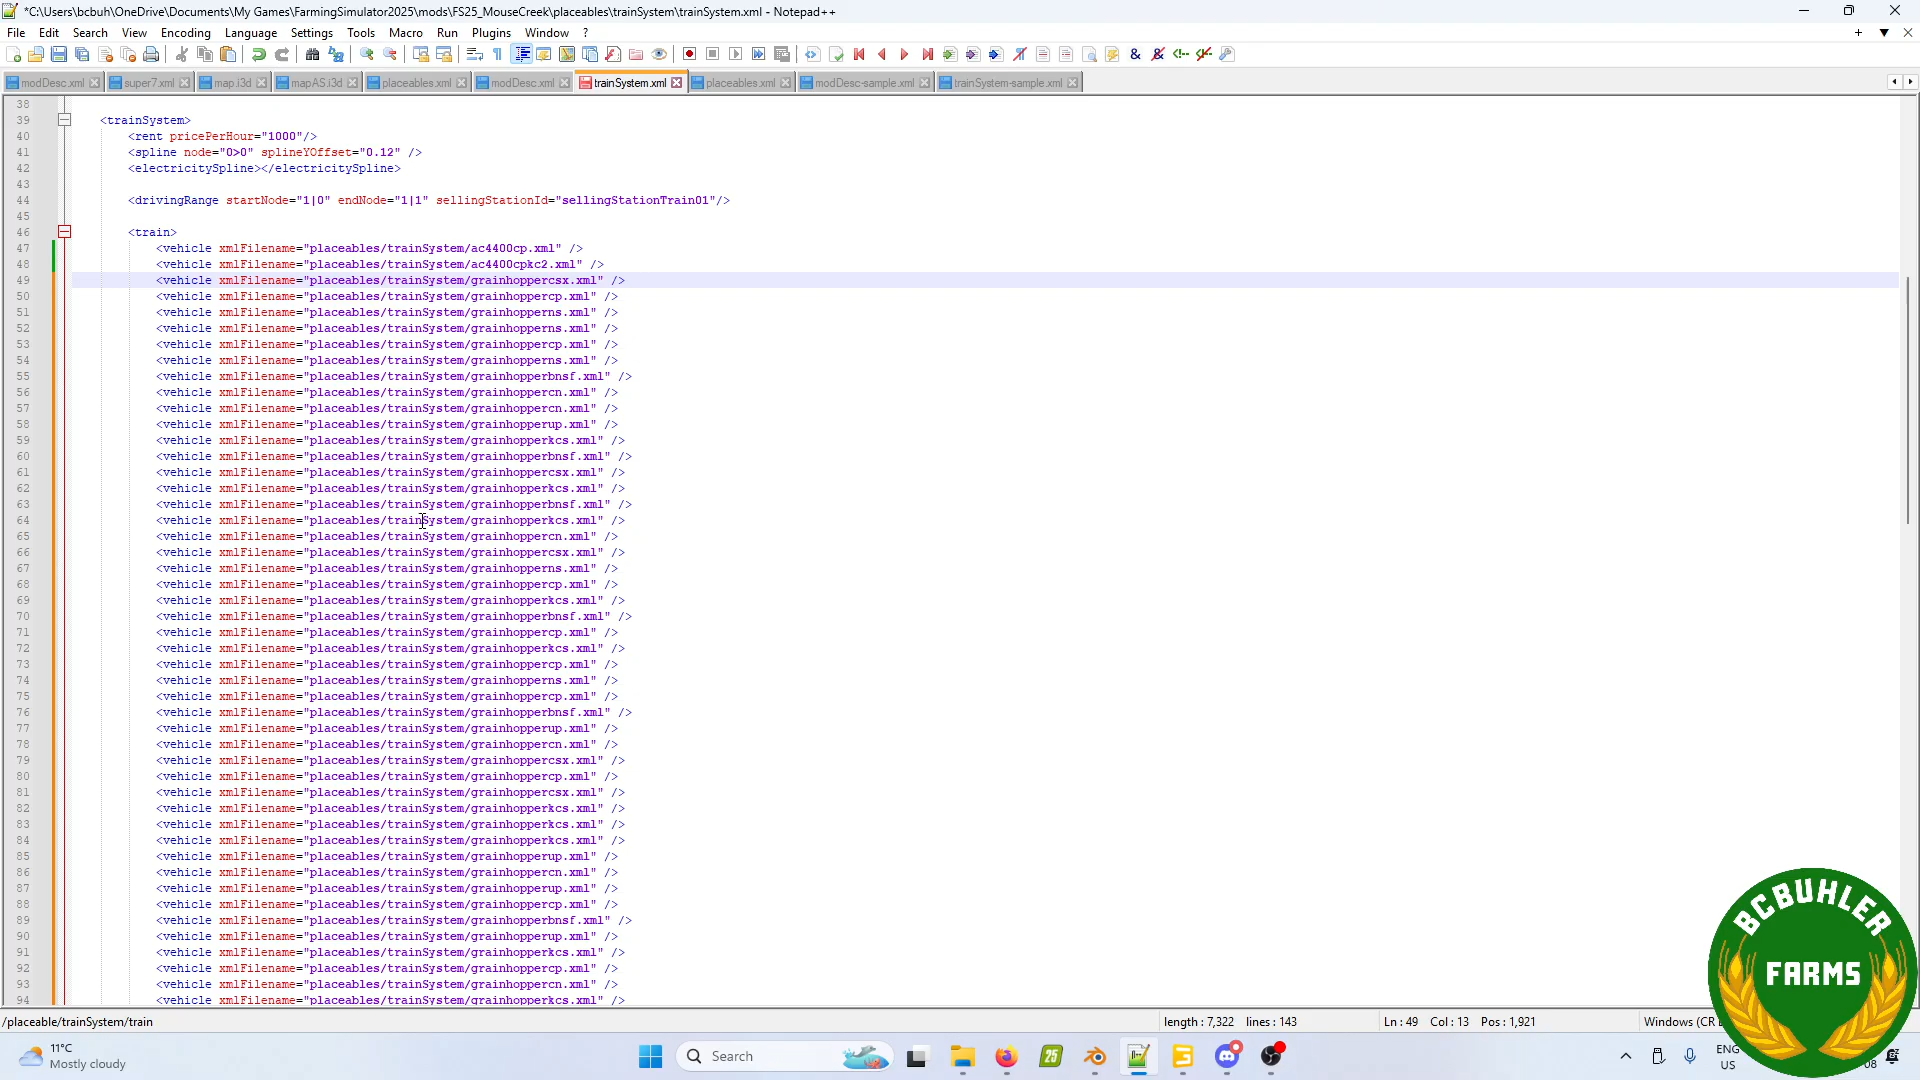 *C:\Users\bcbuh\OneDrive\Documents\My Games\FarmingSimulator2025\mods\FS25_MouseCreek\placeables\trainSystem\trainSystem.xml - Notepad++
File Edit Search View Encoding Language Settings Tools Macro Run Plugins Window ?
modDesc.xml super7.xml map.i3d mapAS.i3d placeables.xml modDesc.xml trainSystem.xml placeables.xml modDesc-sample.xml trainSystem-sample.xml
38
39 <trainSystem>
40 <rent pricePerHour="1000"/>
41 <spline node="0>0" splineYOffset="0.12" />
42 <electricitySpline></electricitySpline>
43
44 <drivingRange startNode="1|0" endNode="1|1" sellingStationId="sellingStationTrain01"/>
45
46 <train>
47 <vehicle xmlFilename="placeables/trainSystem/ac4400cp.xml" />
48 <vehicle xmlFilename="placeables/trainSystem/ac4400cpkc2.xml" />
49 <vehicle xmlFilename="placeables/trainSystem/grainhoppercsx.xml" />
50 <vehicle xmlFilename="placeables/trainSystem/grainhoppercp.xml" />
51 <vehicle xmlFilename="placeables/trainSystem/grainhopperns.xml" />
52 <vehicle xmlFilename="placeables/trainSystem/grainhopperns.xml" />
53 <vehicle xmlFilename="placeables/trainSystem/grainhoppercp.xml" />
54 <vehicle xmlFilename="placeables/trainSystem/grainhopperns.xml" />
55 <vehicle xmlFilename="placeables/trainSystem/grainhopperbnsf.xml" />
56 <vehicle xmlFilename="placeables/trainSystem/grainhoppercn.xml" />
57 <vehicle xmlFilename="placeables/trainSystem/grainhoppercn.xml" />
58 <vehicle xmlFilename="placeables/trainSystem/grainhopperup.xml" />
59 <vehicle xmlFilename="placeables/trainSystem/grainhopperkcs.xml" />
60 <vehicle xmlFilename="placeables/trainSystem/grainhopperbnsf.xml" />
61 <vehicle xmlFilename="placeables/trainSystem/grainhoppercsx.xml" />
62 <vehicle xmlFilename="placeables/trainSystem/grainhopperkcs.xml" />
63 <vehicle xmlFilename="placeables/trainSystem/grainhopperbnsf.xml" />
64 <vehicle xmlFilename="placeables/trainSystem/grainhopperkcs.xml" />
65 <vehicle xmlFilename="placeables/trainSystem/grainhoppercn.xml" />
66 <vehicle xmlFilename="placeables/trainSystem/grainhoppercsx.xml" />
67 <vehicle xmlFilename="placeables/trainSystem/grainhopperns.xml" />
68 <vehicle xmlFilename="placeables/trainSystem/grainhoppercp.xml" />
69 <vehicle xmlFilename="placeables/trainSystem/grainhopperkcs.xml" />
70 <vehicle xmlFilename="placeables/trainSystem/grainhopperbnsf.xml" />
71 <vehicle xmlFilename="placeables/trainSystem/grainhoppercp.xml" />
72 <vehicle xmlFilename="placeables/trainSystem/grainhopperkcs.xml" />
73 <vehicle xmlFilename="placeables/trainSystem/grainhoppercp.xml" />
74 <vehicle xmlFilename="placeables/trainSystem/grainhopperns.xml" />
75 <vehicle xmlFilename="placeables/trainSystem/grainhoppercp.xml" />
76 <vehicle xmlFilename="placeables/trainSystem/grainhopperbnsf.xml" />
77 <vehicle xmlFilename="placeables/trainSystem/grainhopperup.xml" />
78 <vehicle xmlFilename="placeables/trainSystem/grainhoppercn.xml" />
79 <vehicle xmlFilename="placeables/trainSystem/grainhoppercsx.xml" />
80 <vehicle xmlFilename="placeables/trainSystem/grainhoppercp.xml" />
81 <vehicle xmlFilename="placeables/trainSystem/grainhoppercsx.xml" />
82 <vehicle xmlFilename="placeables/trainSystem/grainhopperkcs.xml" />
83 <vehicle xmlFilename="placeables/trainSystem/grainhopperkcs.xml" />
84 <vehicle xmlFilename="placeables/trainSystem/grainhopperkcs.xml" />
85 <vehicle xmlFilename="placeables/trainSystem/grainhopperup.xml" />
86 <vehicle xmlFilename="placeables/trainSystem/grainhoppercn.xml" />
87 <vehicle xmlFilename="placeables/trainSystem/grainhopperup.xml" />
88 <vehicle xmlFilename="placeables/trainSystem/grainhoppercp.xml" />
89 <vehicle xmlFilename="placeables/trainSystem/grainhopperbnsf.xml" />
90 <vehicle xmlFilename="placeables/trainSystem/grainhopperup.xml" />
91 <vehicle xmlFilename="placeables/trainSystem/grainhopperkcs.xml" />
92 <vehicle xmlFilename="placeables/trainSystem/grainhoppercp.xml" />
93 <vehicle xmlFilename="placeables/trainSystem/grainhoppercn.xml" />
94 <vehicle xmlFilename="placeables/trainSystem/grainhopperkcs.xml" />
/placeable/trainSystem/train length : 7,322 lines : 143 Ln : 49 Col : 13 Pos : 1,921 Windows (CR
BCBUHLER
FARMS
11°C
Mostly cloudy
Search
25
ENG
US
08